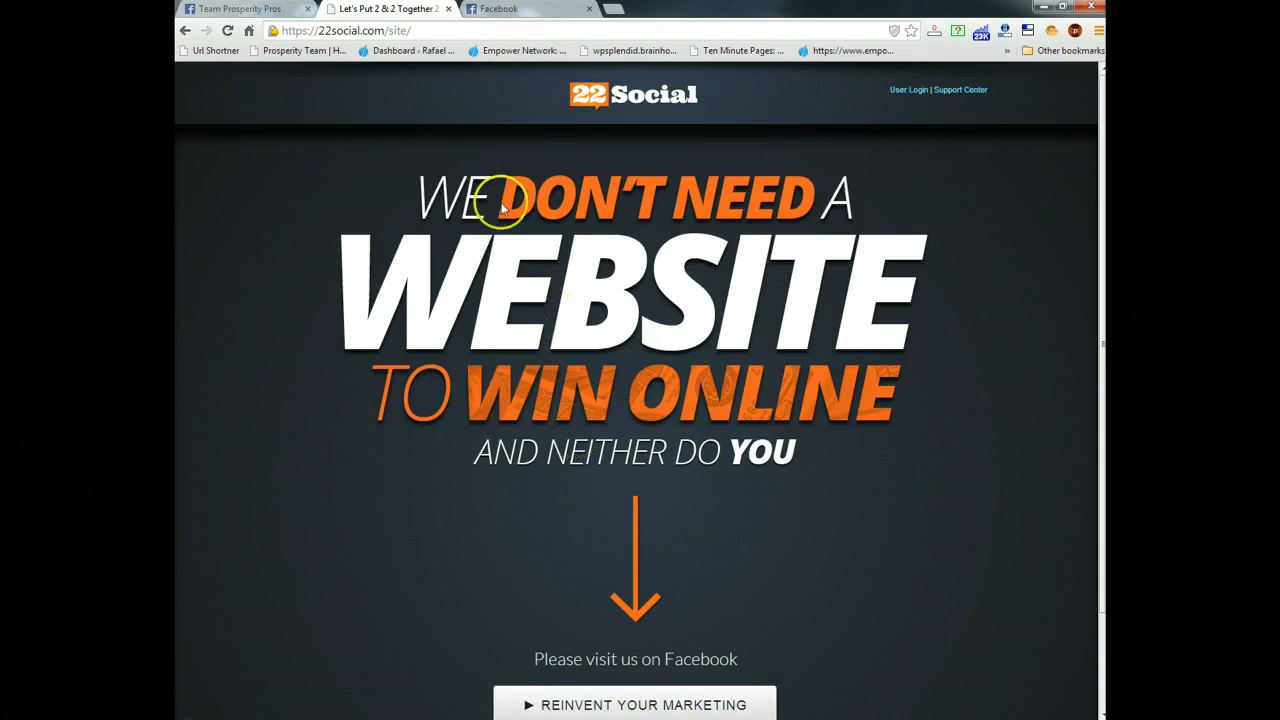 Team Prosperity Pros
Let's Put 2 & 2 Together 2
Facebook
https://22social.com/site/
23K
Url Shortner
Prosperity Team | H...
Dashboard ‹ Rafael ...
Empower Network: ...
wpsplendid.brainho...
Ten Minute Pages: ...
https://www.empo...
»
Other bookmarks
22 Social
User Login | Support Center
WE DON'T NEED A
WEBSITE
TO WIN ONLINE
AND NEITHER DO YOU
Please visit us on Facebook
► REINVENT YOUR MARKETING